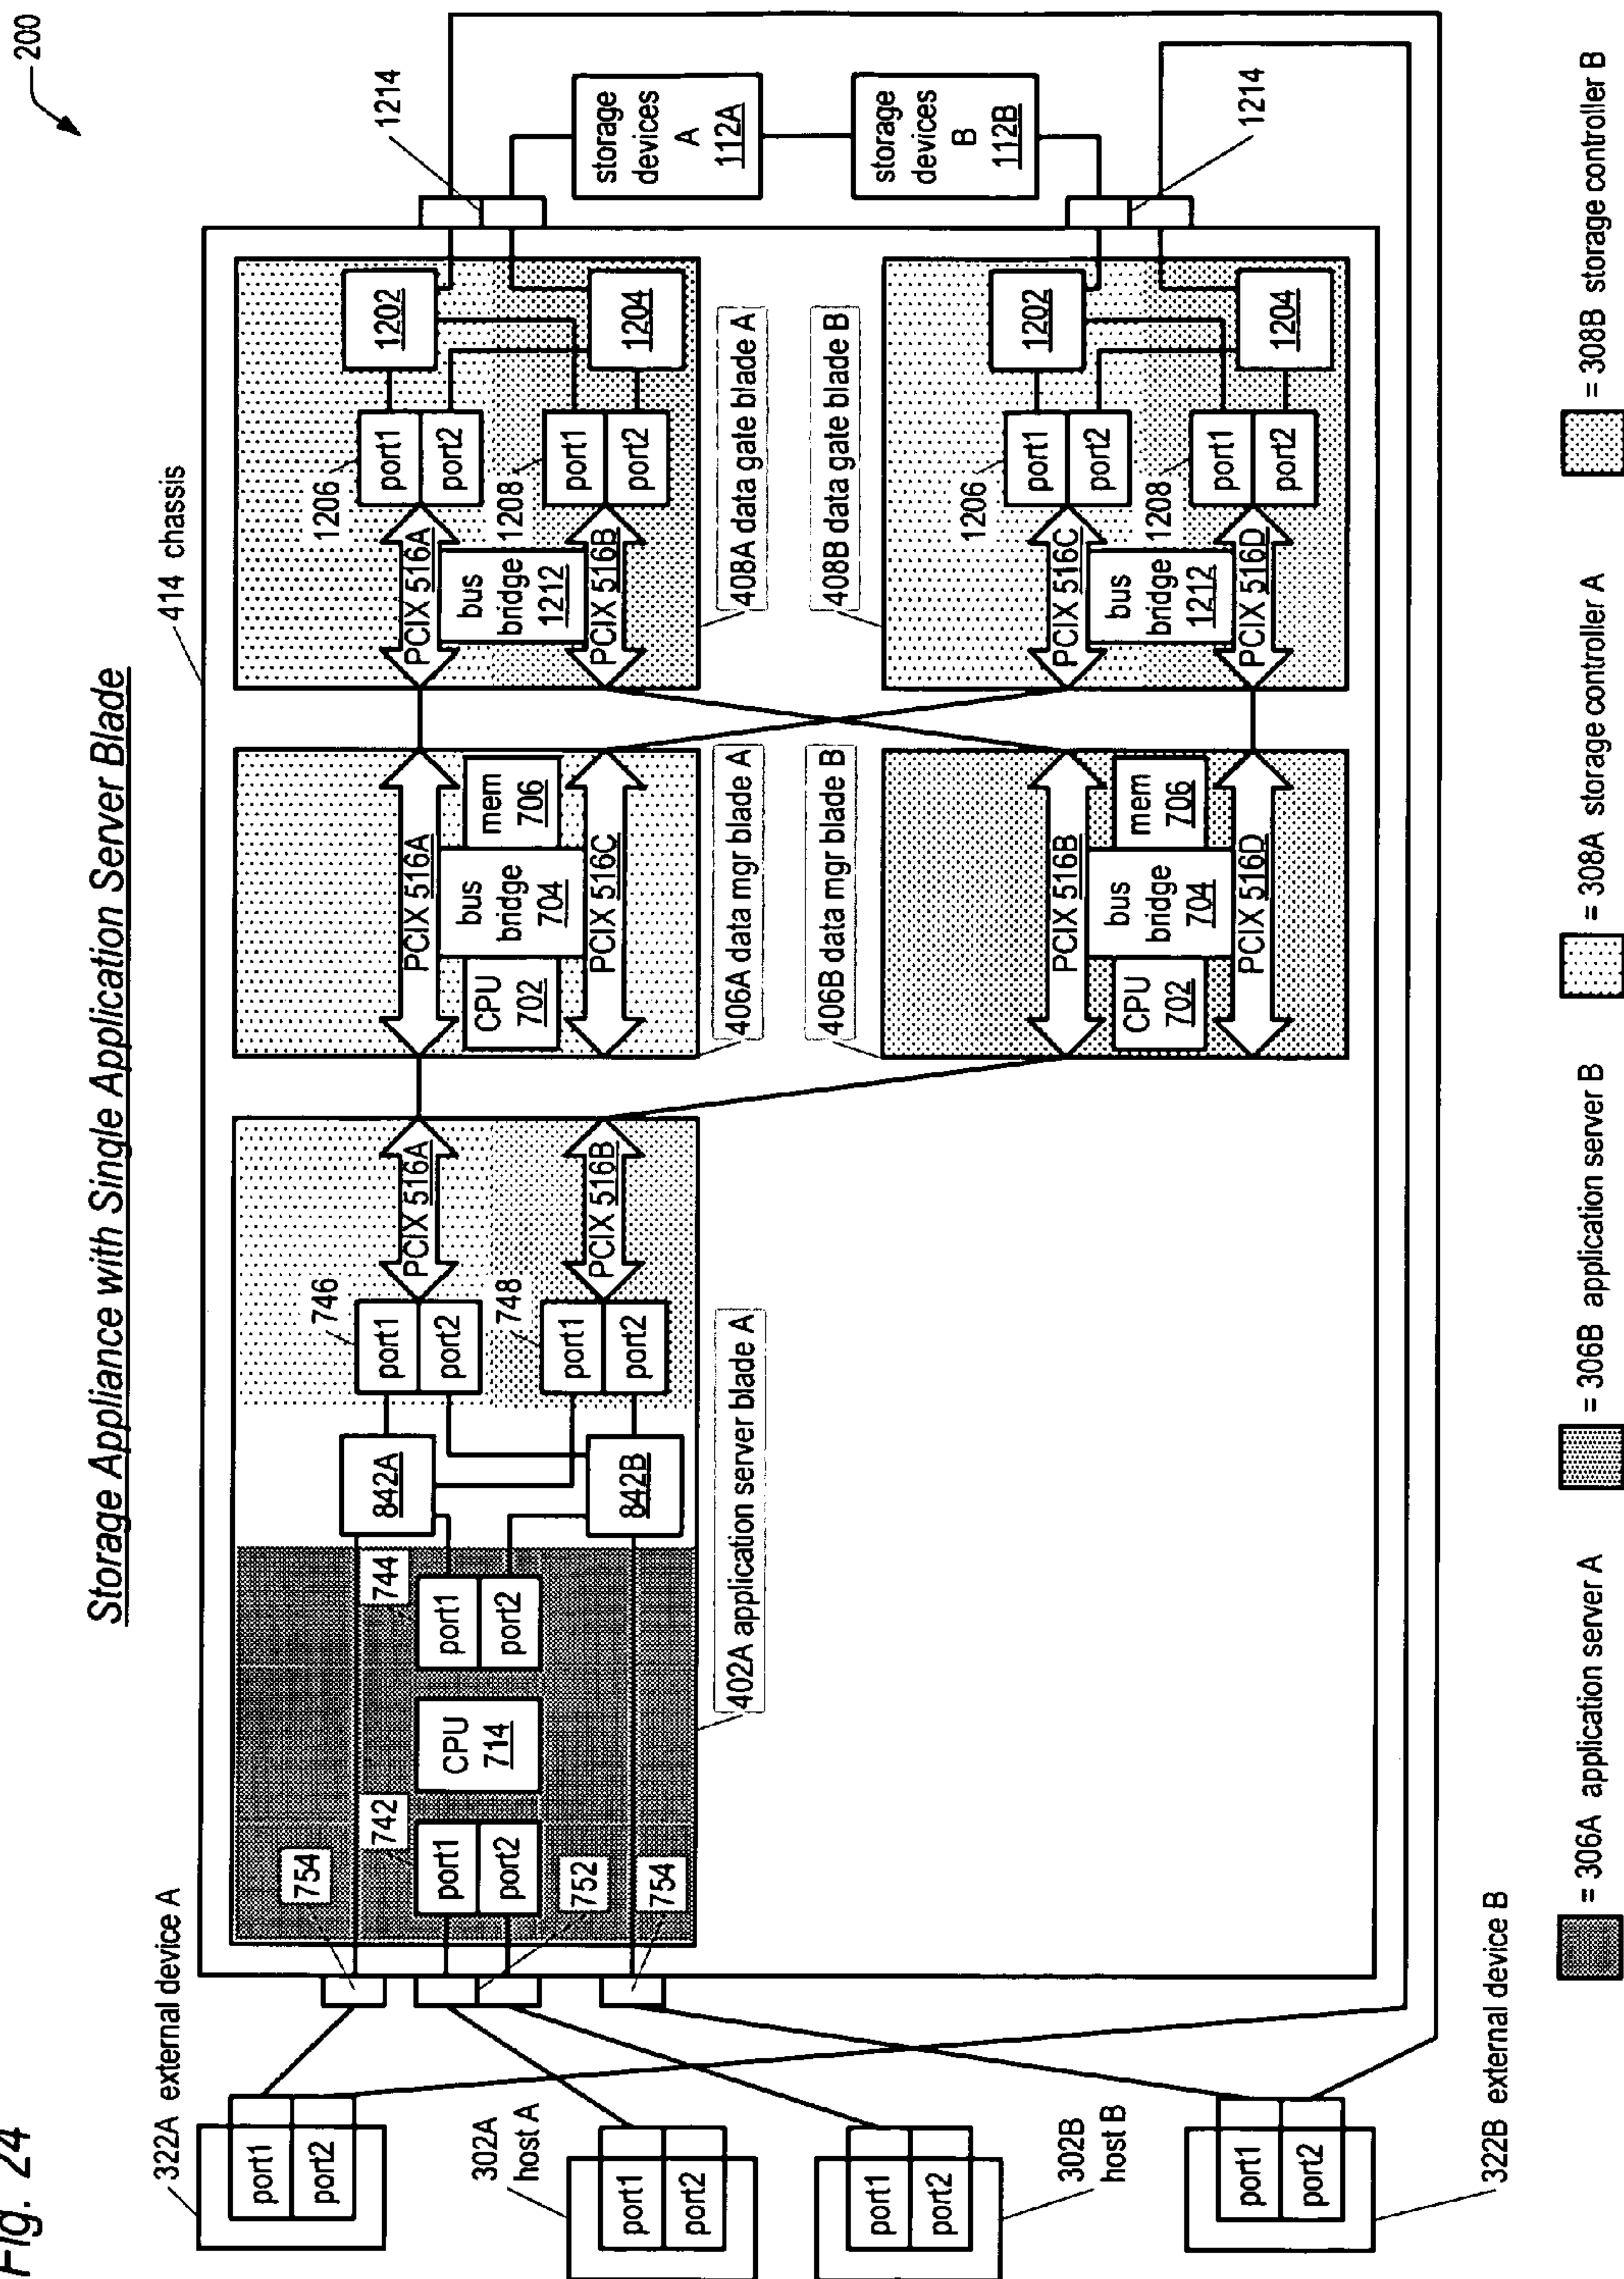 Fig. 24
Storage Appliance with Single Application Server Blade
200
414 chassis
322A external device A
port1
port2
302A
host A
port1
port2
302B
host B
port1
port2
322B external device B
port1
port2
754
752
754
742
port1
port2
CPU
714
744
port1
port2
842A
842B
746
port1
port2
748
port1
port2
PCIX 516A
PCIX 516B
402A application server blade A
PCIX 516A
CPU
702
bus
bridge
704
mem
706
PCIX 516C
406A data mgr blade A
406B data mgr blade B
PCIX 516B
CPU
702
bus
bridge
704
mem
706
PCIX 516D
PCIX 516A
bus
bridge
1212
PCIX 516B
1206
port1
port2
1208
port1
port2
1202
1204
408A data gate blade A
408B data gate blade B
PCIX 516C
bus
bridge
1212
PCIX 516D
1206
port1
port2
1208
port1
port2
1202
1204
1214
storage
devices
A
112A
storage
devices
B
112B
1214
= 306A application server A
= 306B application server B
= 308A storage controller A
= 308B storage controller B